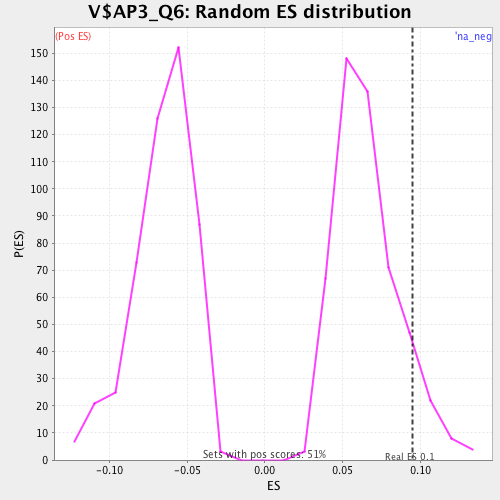 V$AP3_Q6: Random ES distribution
(Pos ES)
'na_neg
150
140
130
120
110
100
90
80
70
60
50
40
30
20
10
0
P(ES)
Sets with pos scores: 51%
Real ES 0.1
-0.10 -0.05 0.00 0.05 0.10
ES